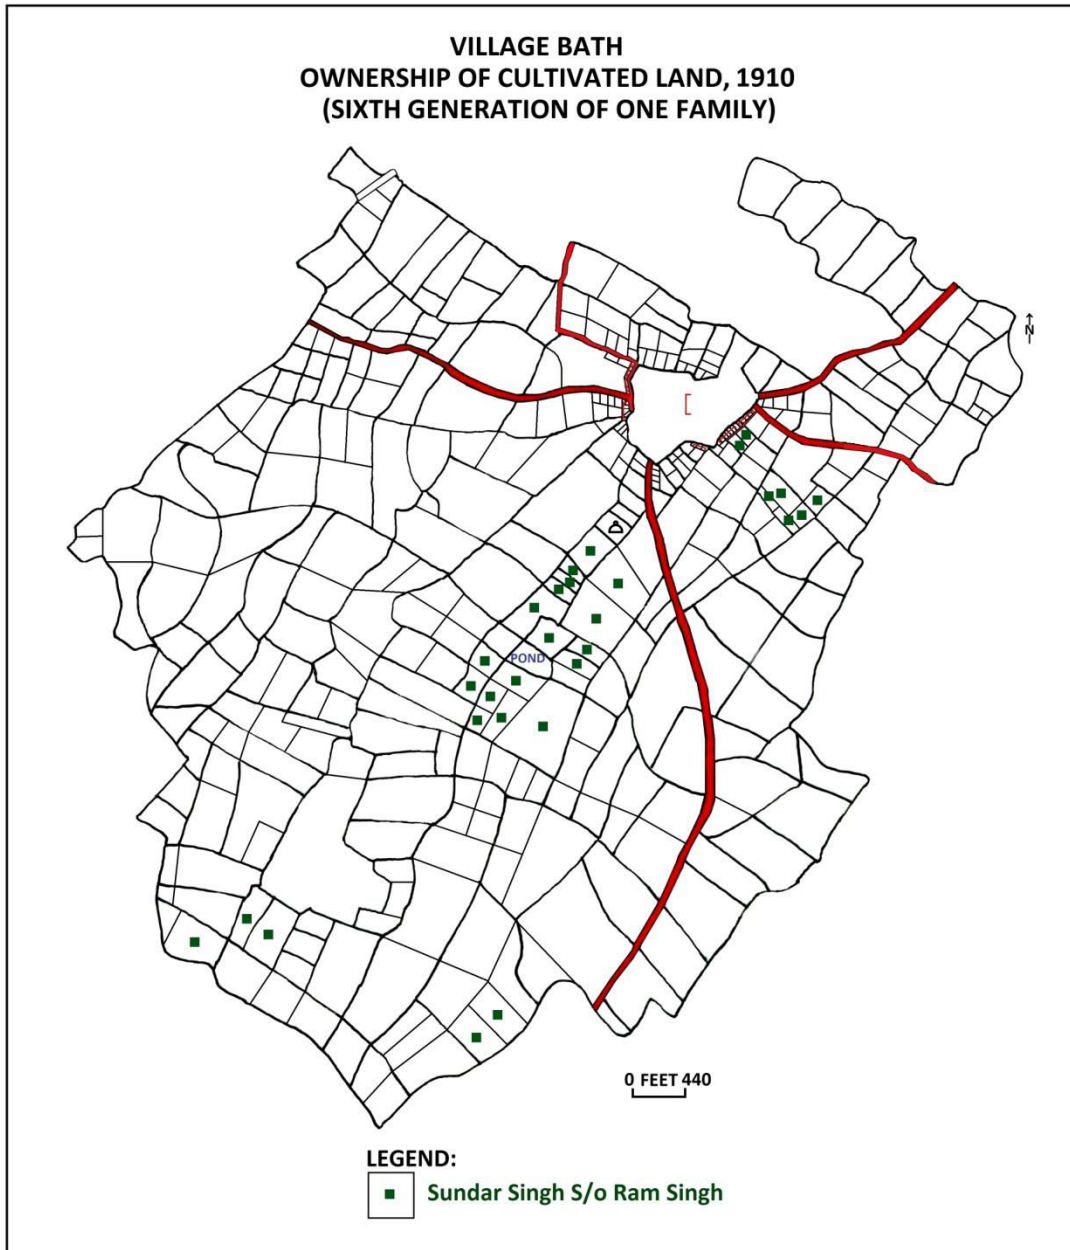 VILLAGE BATH
OWNERSHIP OF CULTIVATED LAND, 1910
(SIXTH GENERATION OF ONE FAMILY)
N
POND
0 FEET 440
LEGEND:
Sundar Singh S/o Ram Singh